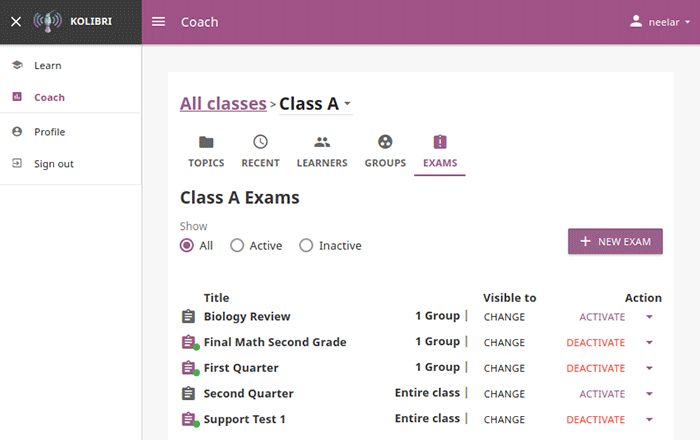 KOLIBRI
Coach
neelar
Learn
Coach
Profile
Sign out
All classes > Class A
TOPICS RECENT LEARNERS GROUPS EXAMS
Class A Exams
Show
All Active Inactive
+ NEW EXAM
Title Visible to Action
Biology Review 1 Group | CHANGE ACTIVATE
Final Math Second Grade 1 Group | CHANGE DEACTIVATE
First Quarter 1 Group | CHANGE DEACTIVATE
Second Quarter Entire class | CHANGE ACTIVATE
Support Test 1 Entire class | CHANGE DEACTIVATE